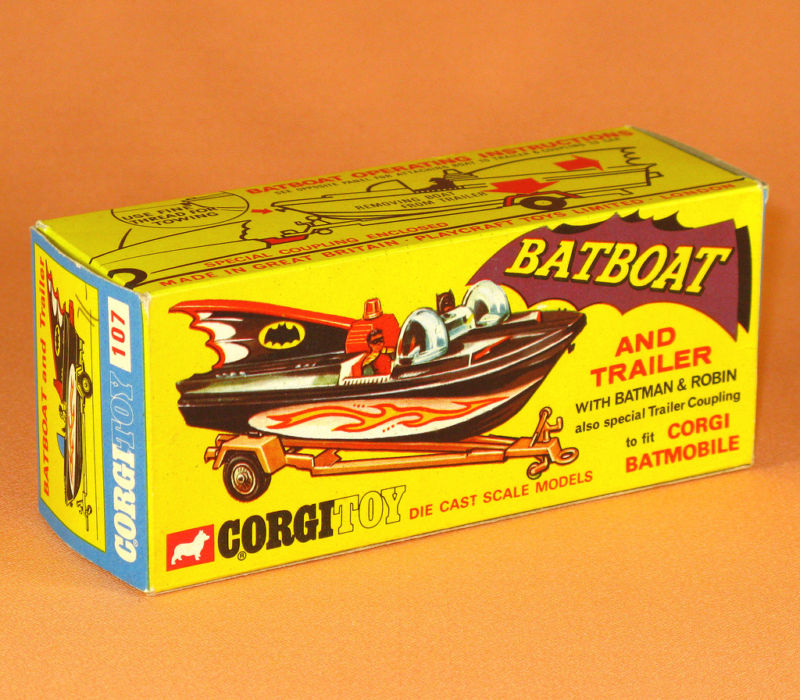 BATBOAT OPERATING INSTRUCTIONS
USE FINE
THREAD FOR
TOWING
REMOVING
FROM TRAILER
SPECIAL COUPLING ENCLOSED
MADE IN GREAT BRITAIN · PLAYCRAFT TOYS LIMITED · LONDON
BATBOAT and Trailer
107
CORGI TOY
BATBOAT
AND
TRAILER
WITH BATMAN & ROBIN
also special Trailer Coupling
to fit CORGI
BATMOBILE
CORGI TOY DIE CAST SCALE MODELS